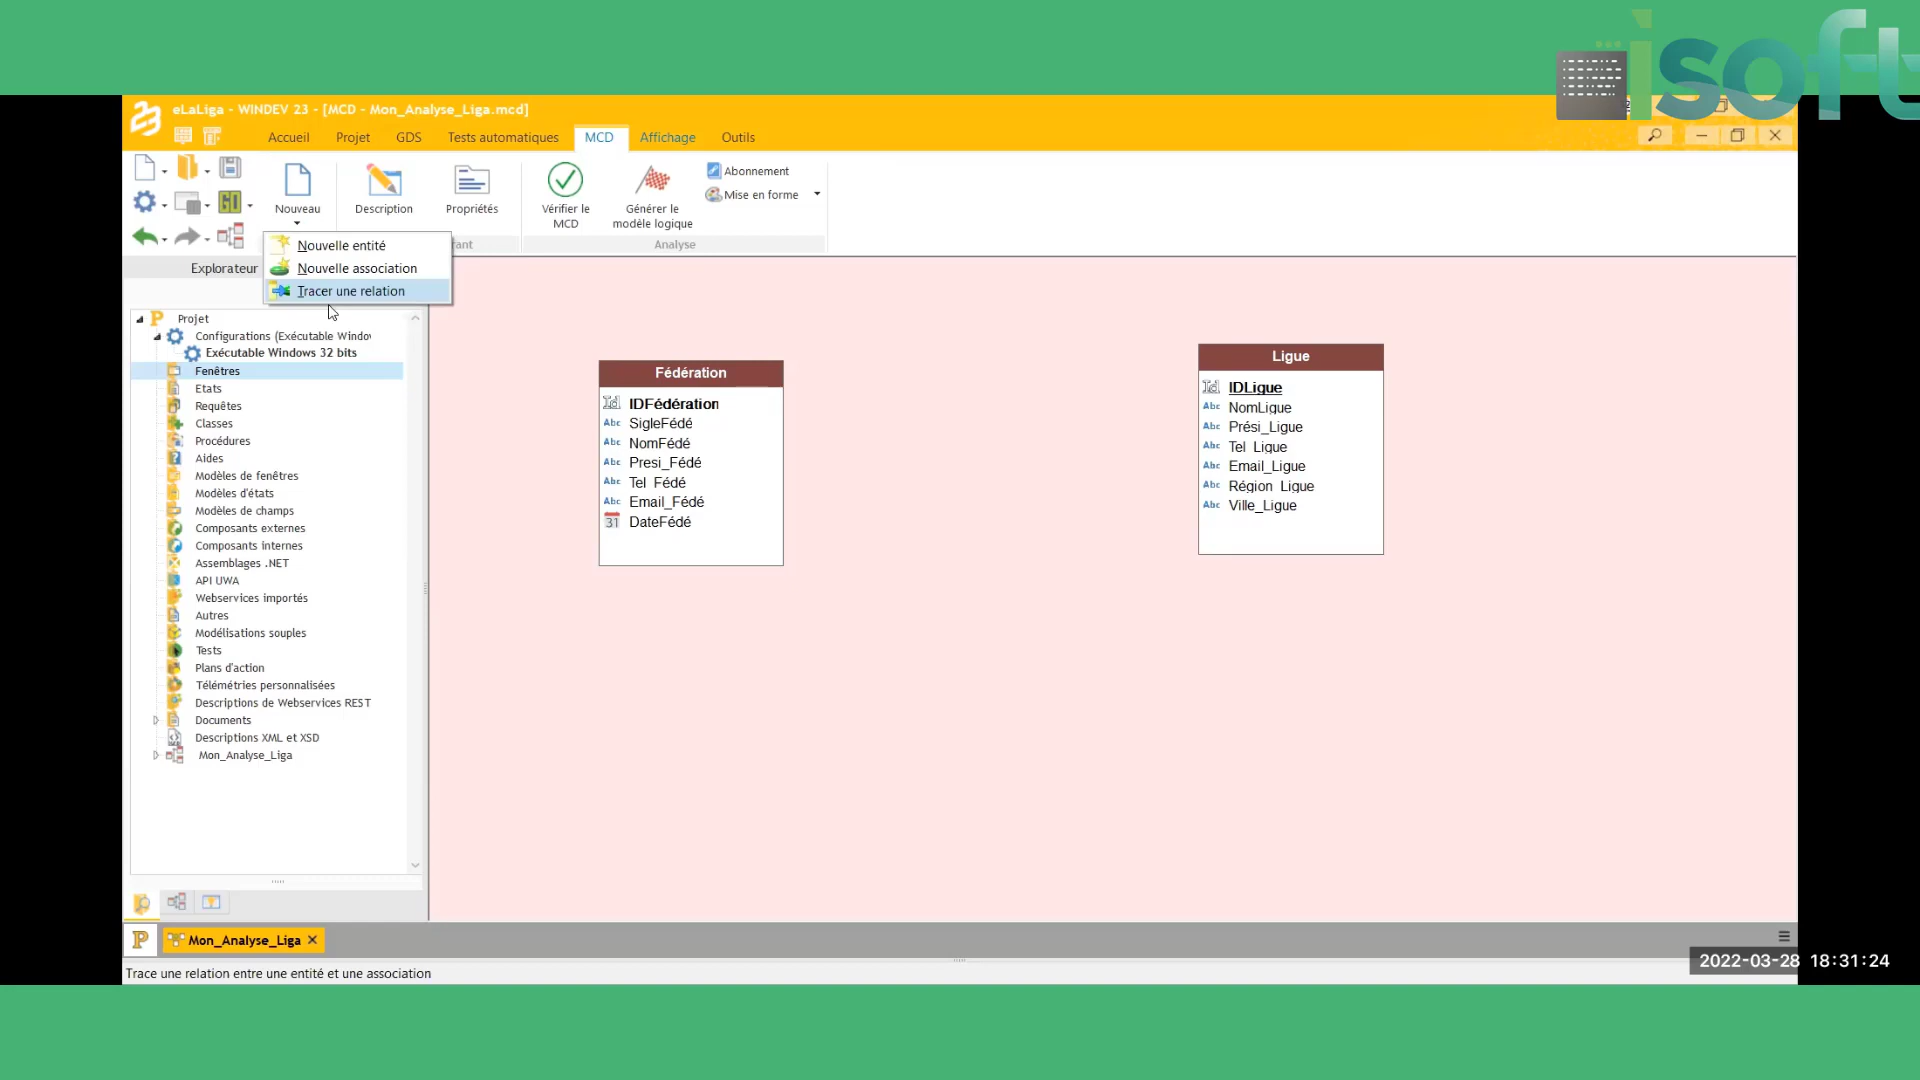 isoft
eLaLiga - WINDEV 23 - [MCD - Mon_Analyse_Liga.mcd]
Accueil
Projet
GDS
Tests automatiques
MCD
Affichage
Outils
Nouveau
Description
Propriétés
Vérifier le
MCD
Générer le
modèle logique
Abonnement
Mise en forme
GO
rant
Analyse
Nouvelle entité
Nouvelle association
Tracer une relation
Explorateur
Projet
Configurations (Exécutable Windov
Exécutable Windows 32 bits
Fenêtres
Etats
Requêtes
Classes
Procédures
Aides
Modèles de fenêtres
Modèles d'états
Modèles de champs
Composants externes
Composants internes
Assemblages .NET
API UWA
Webservices importés
Autres
Modélisations souples
Tests
Plans d'action
Télémétries personnalisées
Descriptions de Webservices REST
Documents
Descriptions XML et XSD
Mon_Analyse_Liga
Fédération
IDFédération
SigleFédé
NomFédé
Presi_Fédé
Tel_Fédé
Email_Fédé
DateFédé
Ligue
IDLigue
NomLigue
Prési_Ligue
Tel_Ligue
Email_Ligue
Région_Ligue
Ville_Ligue
Mon_Analyse_Liga
2022-03-28 18:31:24
Trace une relation entre une entité et une association